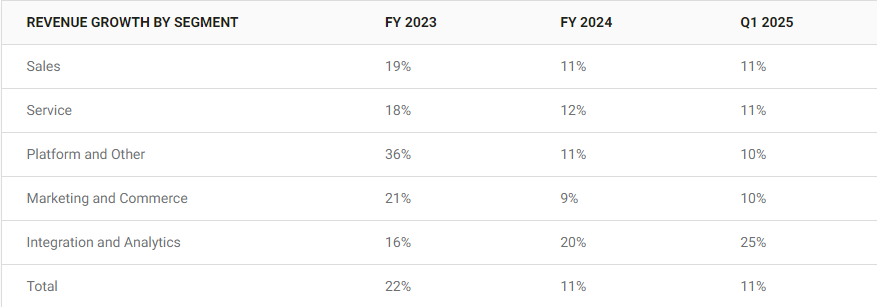 REVENUE GROWTH BY SEGMENT FY 2023 FY 2024 Q1 2025
Sales 19% 11% 11%
Service 18% 12% 11%
Platform and Other 36% 11% 10%
Marketing and Commerce 21% 9% 10%
Integration and Analytics 16% 20% 25%
Total 22% 11% 11%